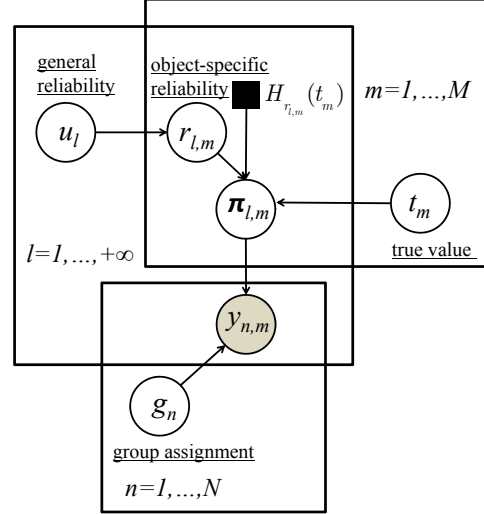 general
reliability
object-specific
reliability
H_{r_{l,m}}(t_m)
m=1,...,M
u_l
r_{l,m}
π_{l,m}
t_m
true value
l=1,...,+∞
y_{n,m}
g_n
group assignment
n=1,...,N